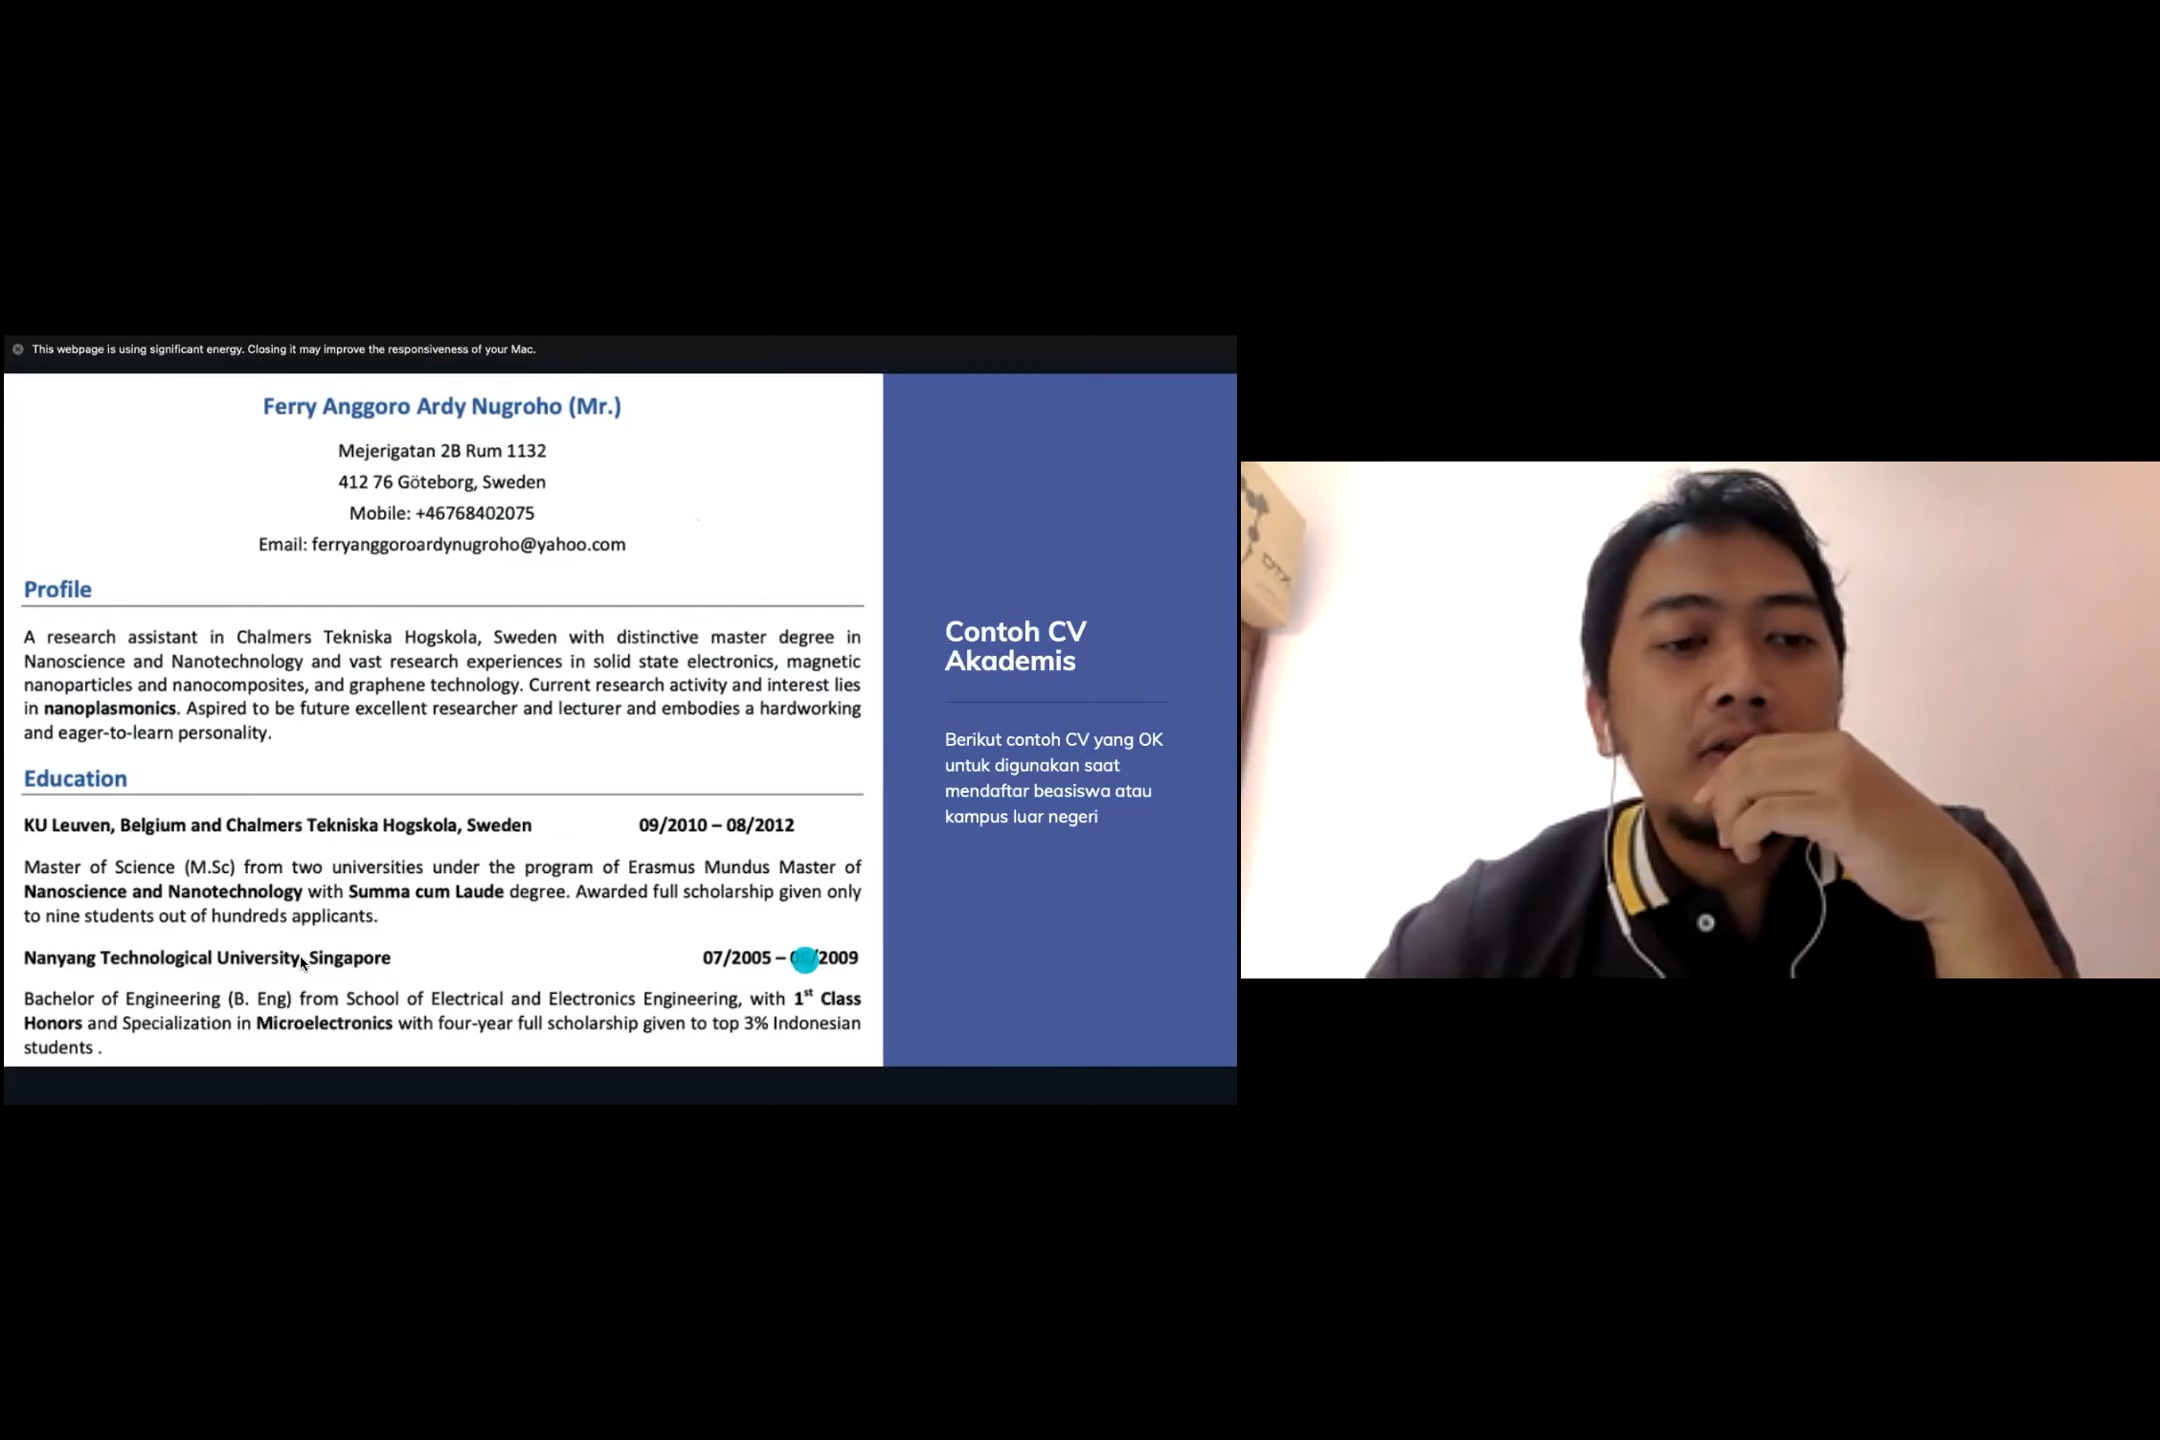 This webpage is using significant energy. Closing it may improve the responsiveness of your Mac.
Ferry Anggoro Ardy Nugroho (Mr.)
Mejerigatan 2B Rum 1132
412 76 Göteborg, Sweden
Mobile: +46768402075
Email: ferryanggoroardynugroho@yahoo.com
Profile
A research assistant in Chalmers Tekniska Hogskola, Sweden with distinctive master degree in
Nanoscience and Nanotechnology and vast research experiences in solid state electronics, magnetic
nanoparticles and nanocomposites, and graphene technology. Current research activity and interest lies
in nanoplasmonics. Aspired to be future excellent researcher and lecturer and embodies a hardworking
and eager-to-learn personality.
Education
KU Leuven, Belgium and Chalmers Tekniska Hogskola, Sweden 09/2010 – 08/2012
Master of Science (M.Sc) from two universities under the program of Erasmus Mundus Master of
Nanoscience and Nanotechnology with Summa cum Laude degree. Awarded full scholarship given only
to nine students out of hundreds applicants.
Nanyang Technological University, Singapore 07/2005 – /2009
Bachelor of Engineering (B. Eng) from School of Electrical and Electronics Engineering, with 1st Class
Honors and Specialization in Microelectronics with four-year full scholarship given to top 3% Indonesian
students .
Contoh CV
Akademis
Berikut contoh CV yang OK
untuk digunakan saat
mendaftar beasiswa atau
kampus luar negeri